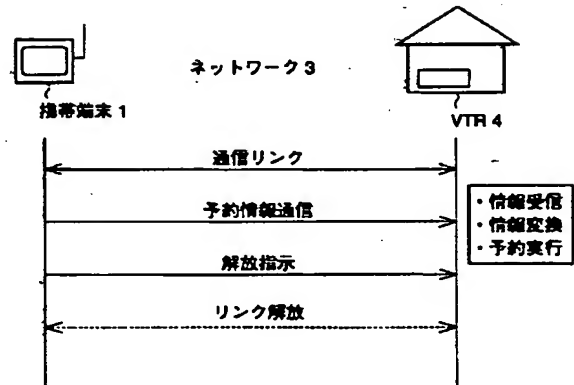 ネットワーク3
携帯端末1
VTR4
通信リンク
予約情報通信
・情報受信
・情報変換
・予約実行
解放指示
リンク解放